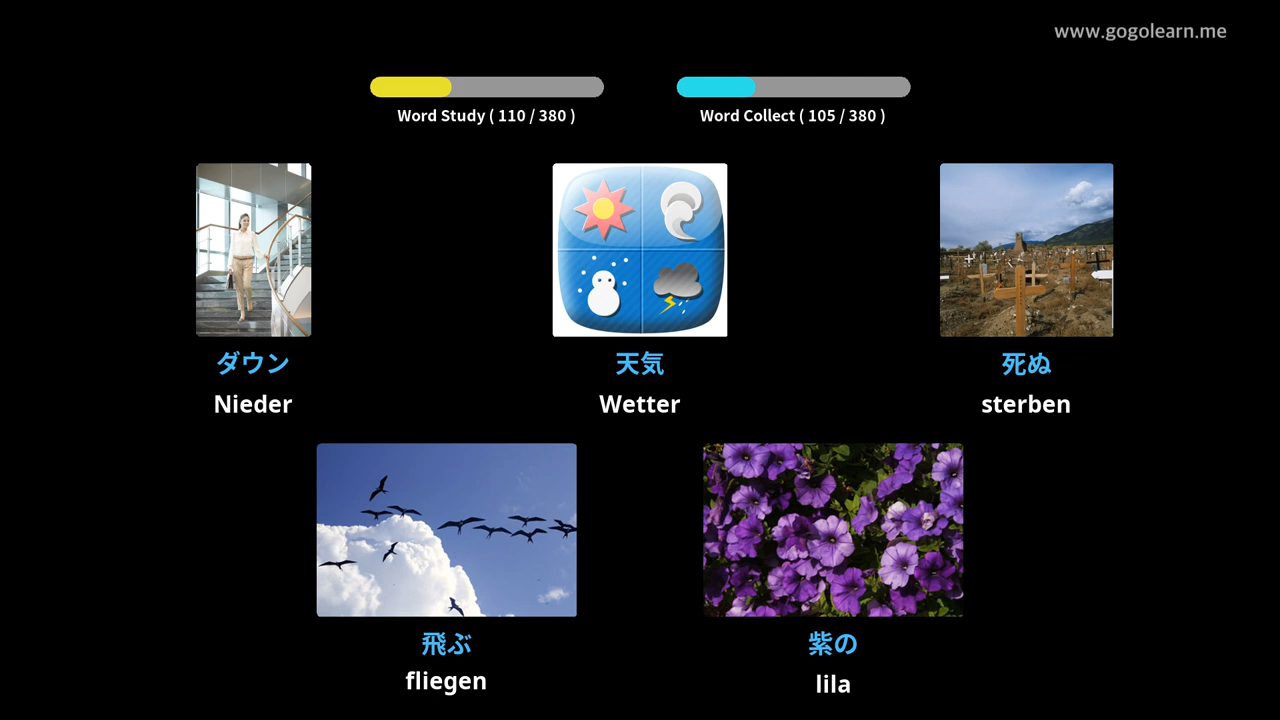 www.gogolearn.me
Word Study ( 110 / 380 )
Word Collect ( 105 / 380 )
ダウン
Nieder
天気
Wetter
死ぬ
sterben
飛ぶ
fliegen
紫の
lila